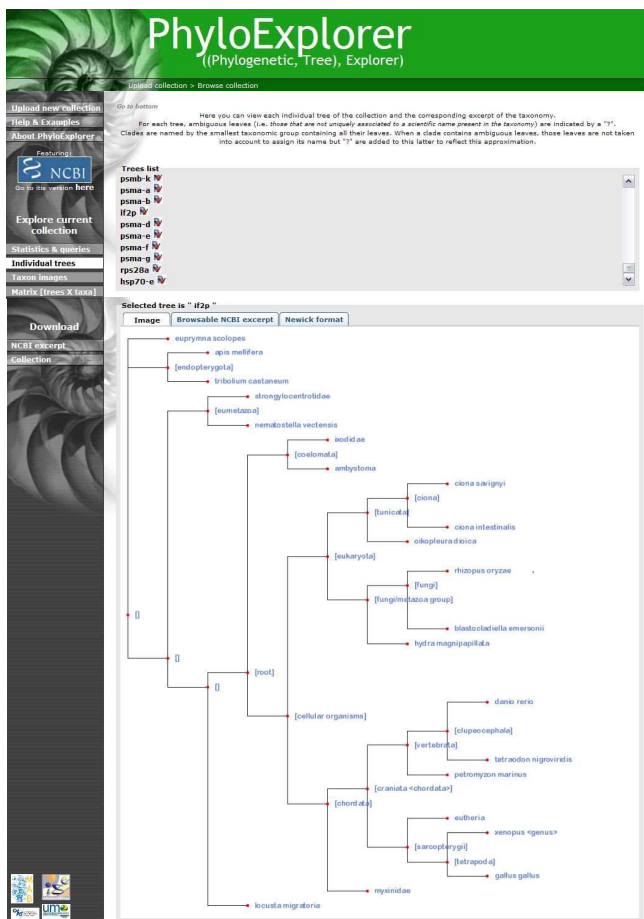 PhyloExplorer
((Phylogenetic, Tree), Explorer)
Upload collection > Browse collection
Upload new collection
Help & Examples
About PhyloExplorer
Featuring:
NCBI
Go to itis version here
Explore current
collection
Statistics & queries
Individual trees
Taxon images
Matrix [trees X taxa]
Download
NCBI excerpt
Collection
Go to bottom
Here you can view each individual tree of the collection and the corresponding excerpt of the taxonomy.
For each tree, ambiguous leaves (i.e. those that are not uniquely associated to a scientific name present in the taxonomy) are indicated by a "?".
Clades are named by the smallest taxonomic group containing all their leaves. When a clade contains ambiguous leaves, those leaves are not taken
into account to assign its name but "?" are added to this latter to reflect this approximation.
Trees list
psmb-k
psma-a
psma-b
if2p
psma-d
psma-e
psma-f
psma-g
rps28a
hsp70-e
Selected tree is " if2p "
Image
Browsable NCBI excerpt
Newick format
euprymna scolopes
apis mellifera
[endopterygota]
tribolium castaneum
strongylocentrotidae
[eumetazoa]
nematostella vectensis
ixodidae
[coelomata]
ambystoma
ciona savignyi
[ciona]
[tunicata]
ciona intestinalis
oikopleura dioica
[eukaryota]
rhizopus oryzae
[fungi]
[fungi/metazoa group]
blastocladiella emersonii
hydra magnipapillata
[]
[]
[root]
[]
danio rerio
[cellular organisms]
[clupeocephala]
[vertebrata]
tetraodon nigroviridis
petromyzon marinus
[craniata <chordata>]
[chordata]
eutheria
xenopus <genus>
[sarcopterygii]
[tetrapoda]
gallus gallus
myxinidae
locusta migratoria